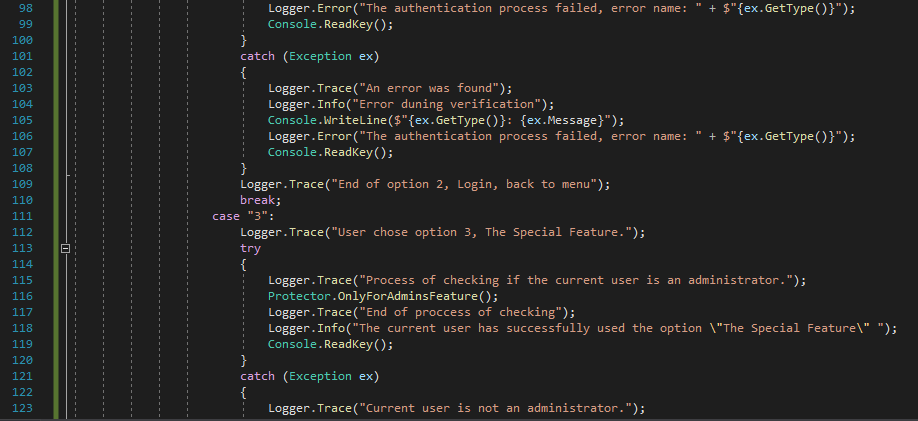 98 Logger.Error("The authentication process failed, error name: " + $"{ex.GetType()}");
99 Console.ReadKey();
100 }
101 catch (Exception ex)
102 {
103 Logger.Trace("An error was found");
104 Logger.Info("Error duning verification");
105 Console.WriteLine($"{ex.GetType()}: {ex.Message}");
106 Logger.Error("The authentication process failed, error name: " + $"{ex.GetType()}");
107 Console.ReadKey();
108 }
109 Logger.Trace("End of option 2, Login, back to menu");
110 break;
111 case "3":
112 Logger.Trace("User chose option 3, The Special Feature.");
113 try
114 {
115 Logger.Trace("Process of checking if the current user is an administrator.");
116 Protector.OnlyForAdminsFeature();
117 Logger.Trace("End of proccess of checking");
118 Logger.Info("The current user has successfully used the option \"The Special Feature\" ");
119 Console.ReadKey();
120 }
121 catch (Exception ex)
122 {
123 Logger.Trace("Current user is not an administrator.");